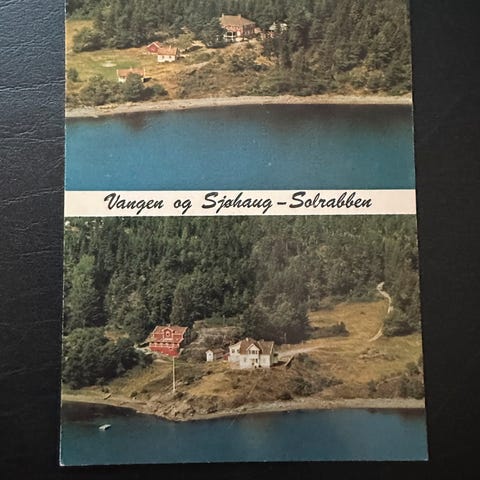 Vangen og Sjøhaug - Solrabben